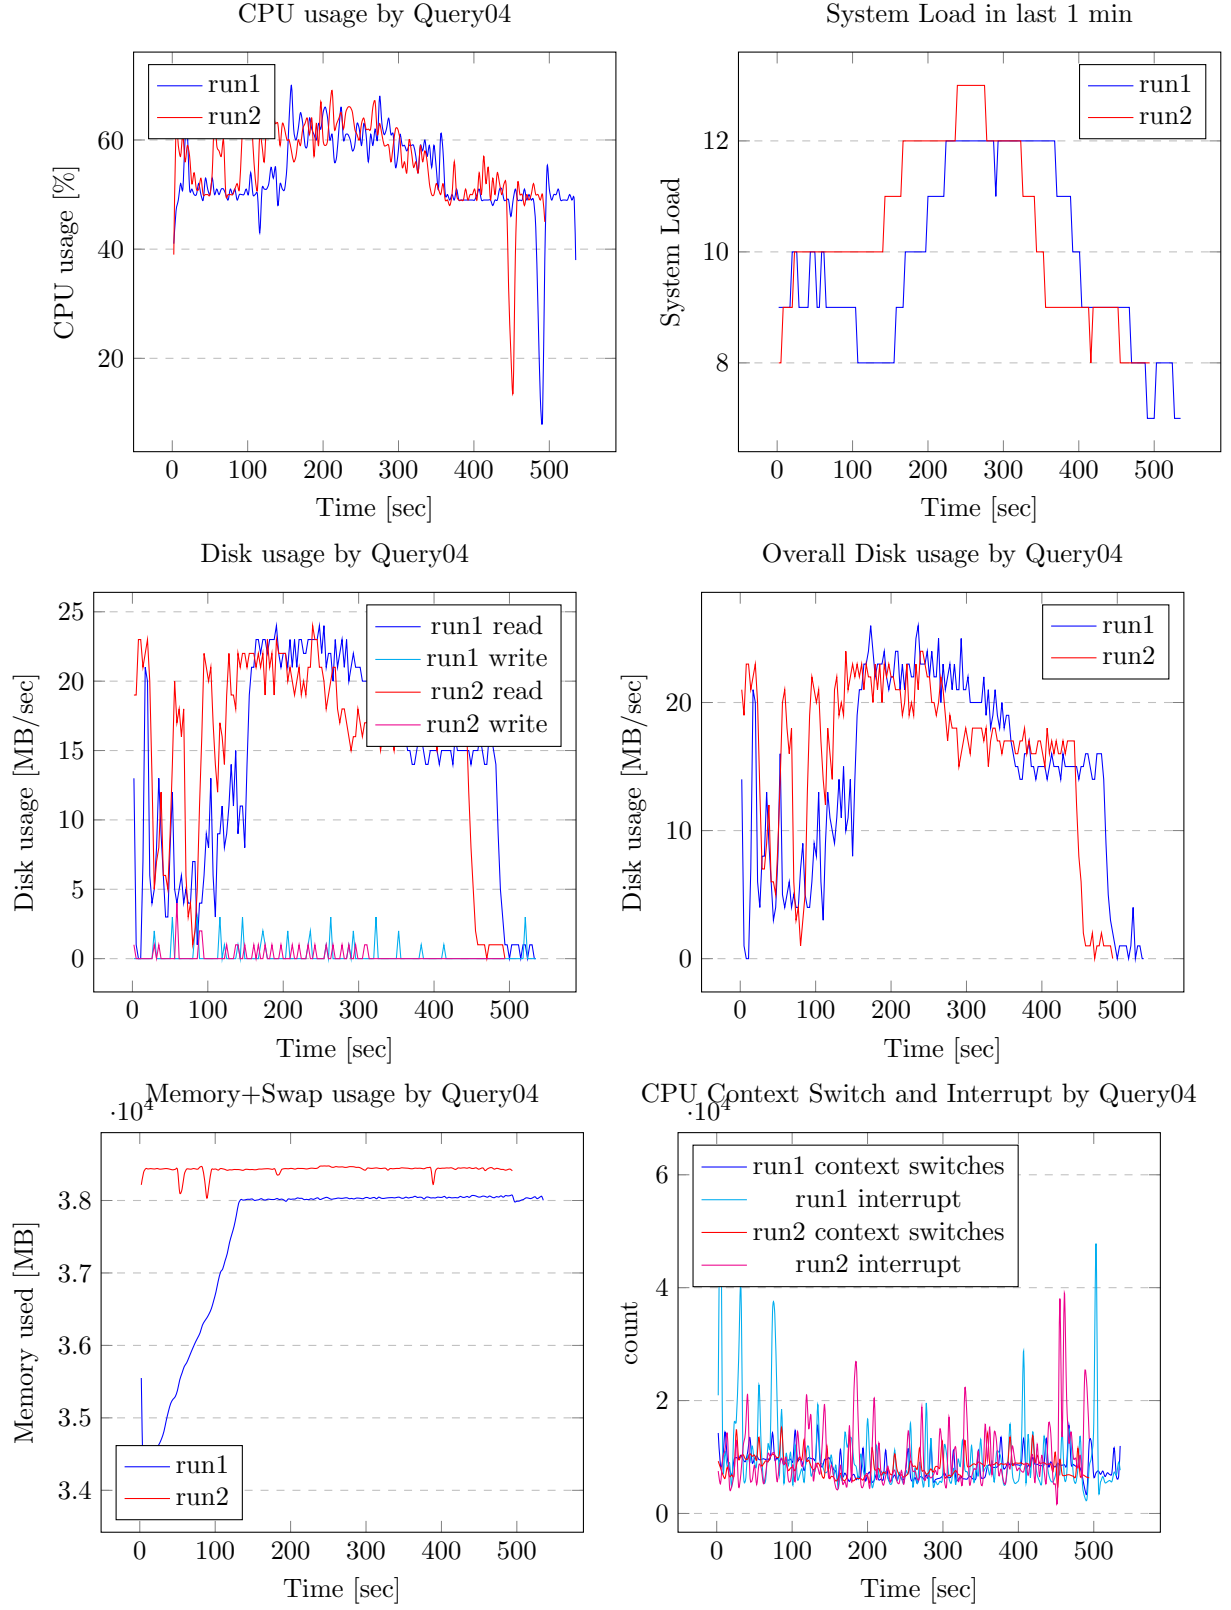 CPU usage by Query04
run1
run2
60
40
20
CPU usage [%]
0 100 200 300 400 500
Time [sec]
System Load in last 1 min
run1
run2
12
10
8
System Load
0 100 200 300 400 500
Time [sec]
Disk usage by Query04
run1 read
run1 write
run2 read
run2 write
25
20
15
10
5
0
Disk usage [MB/sec]
0 100 200 300 400 500
Time [sec]
Overall Disk usage by Query04
run1
run2
20
10
0
Disk usage [MB/sec]
0 100 200 300 400 500
Time [sec]
Memory+Swap usage by Query04
·10⁴
3.8
3.7
3.6
3.5
3.4
Memory used [MB]
run1
run2
0 100 200 300 400 500
Time [sec]
CPU Context Switch and Interrupt by Query04
·10⁴
run1 context switches
run1 interrupt
run2 context switches
run2 interrupt
6
4
2
0
count
0 100 200 300 400 500
Time [sec]